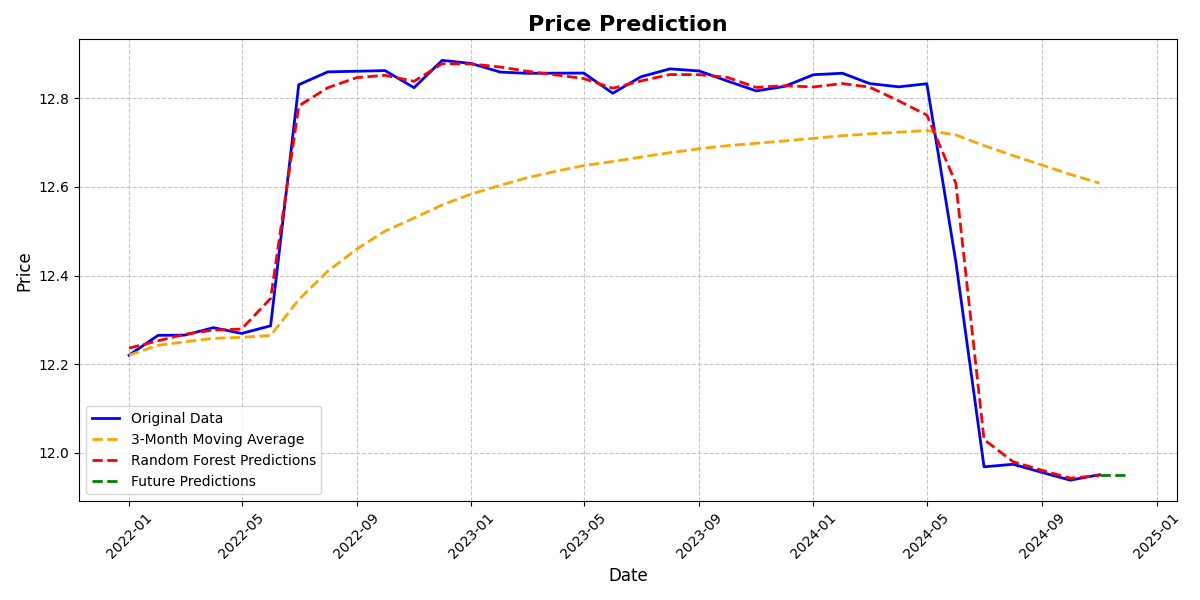 Price Prediction
Price
12.8
12.6
12.4
12.2
12.0
Original Data
3-Month Moving Average
Random Forest Predictions
Future Predictions
2022-01
2022-05
2022-09
2023-01
2023-05
2023-09
2024-01
2024-05
2024-09
2025-01
Date